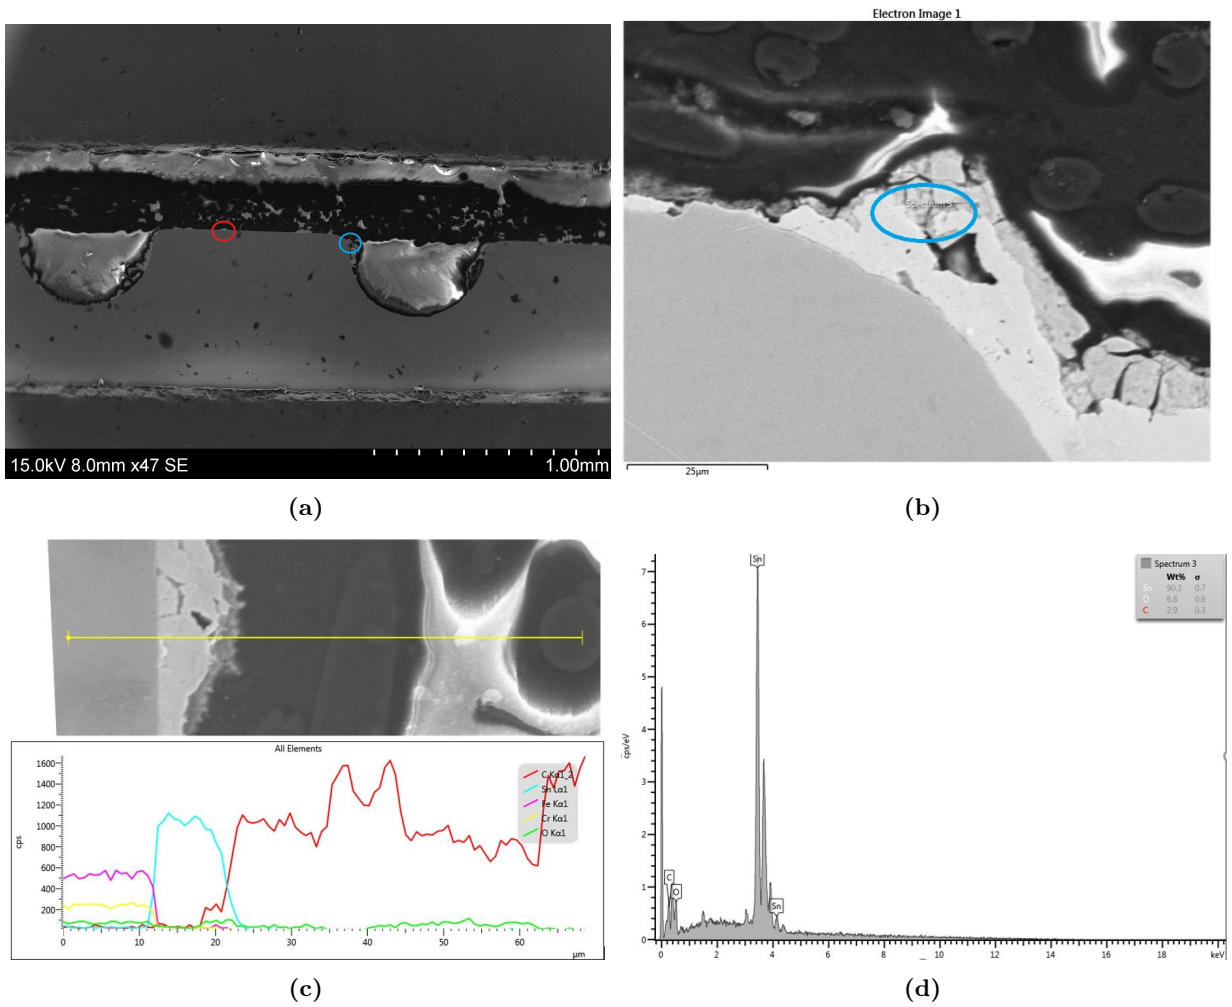 Electron Image 1
15.0kV 8.0mm x47 SE
1.00mm
Spectrum 3
25μm
(a)
(b)
All Elements
cps
1600
1400
1200
1000
800
600
400
200
0
10
20
30
40
50
60
μm
C Kα1_2
Sn Lα1
Fe Kα1
Cr Kα1
O Kα1
(c)
cps/eV
7
6
5
4
3
2
1
0
Sn
C
O
Sn
0
2
4
6
8
10
12
14
16
18
keV
Spectrum 3
Wt% σ
Sn 90.3 0.7
O 6.8 0.6
C 2.9 0.3
(d)